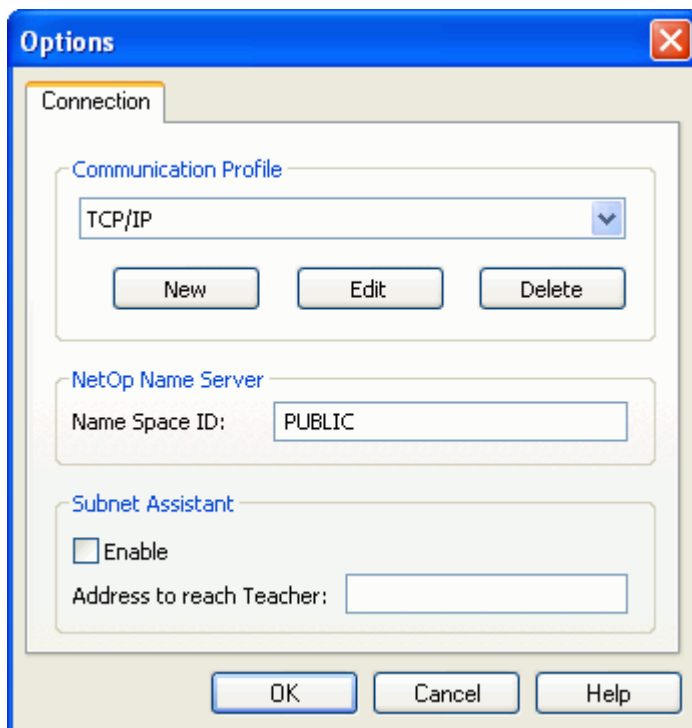 Options
Connection
Communication Profile
TCP/IP
New Edit Delete
NetOp Name Server
Name Space ID: PUBLIC
Subnet Assistant
Enable
Address to reach Teacher:
OK Cancel Help